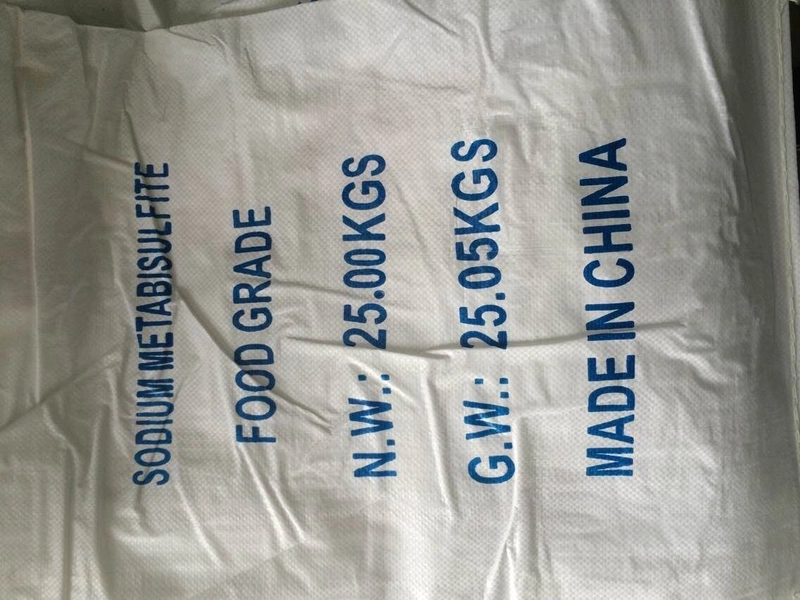 SODIUM METABISULFITE
FOOD GRADE
N.W.: 25.00KGS
G.W.: 25.05KGS
MADE IN CHINA